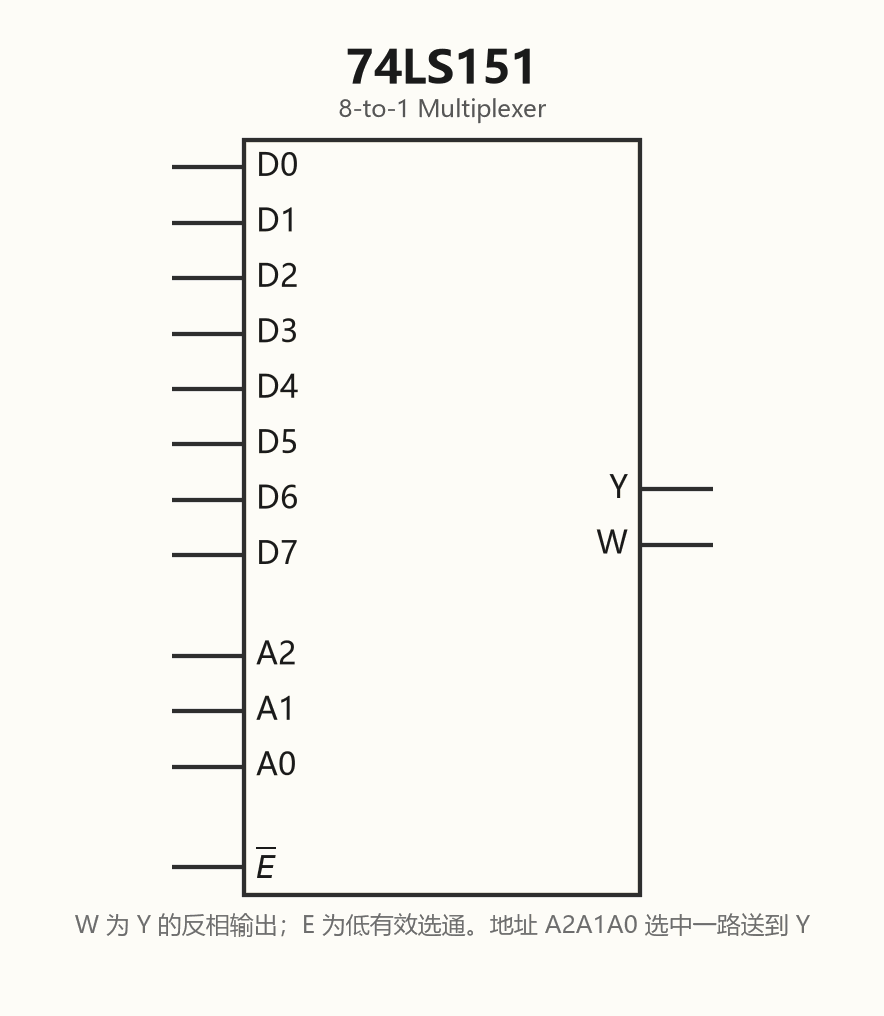 74LS151
8-to-1 Multiplexer
D0
D1
D2
D3
D4
D5
D6
D7
A2
A1
A0
E̅
Y
W
W 为 Y 的反相输出；E 为低有效选通。地址 A2A1A0 选中一路送到 Y